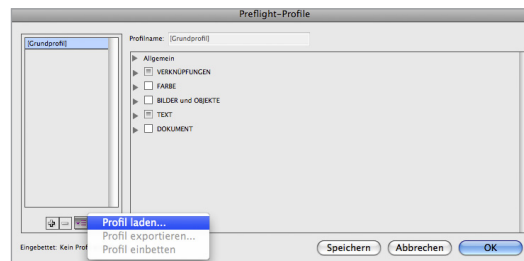 Preflight-Profile
[Grundprofil]
Profilname: [Grundprofil]
Allgemein
VERKNÜPFUNGEN
FARBE
BILDER und OBJEKTE
TEXT
DOKUMENT
Profil laden...
Profil exportieren...
Profil einbetten
Eingebettet: Kein
Speichern
Abbrechen
OK